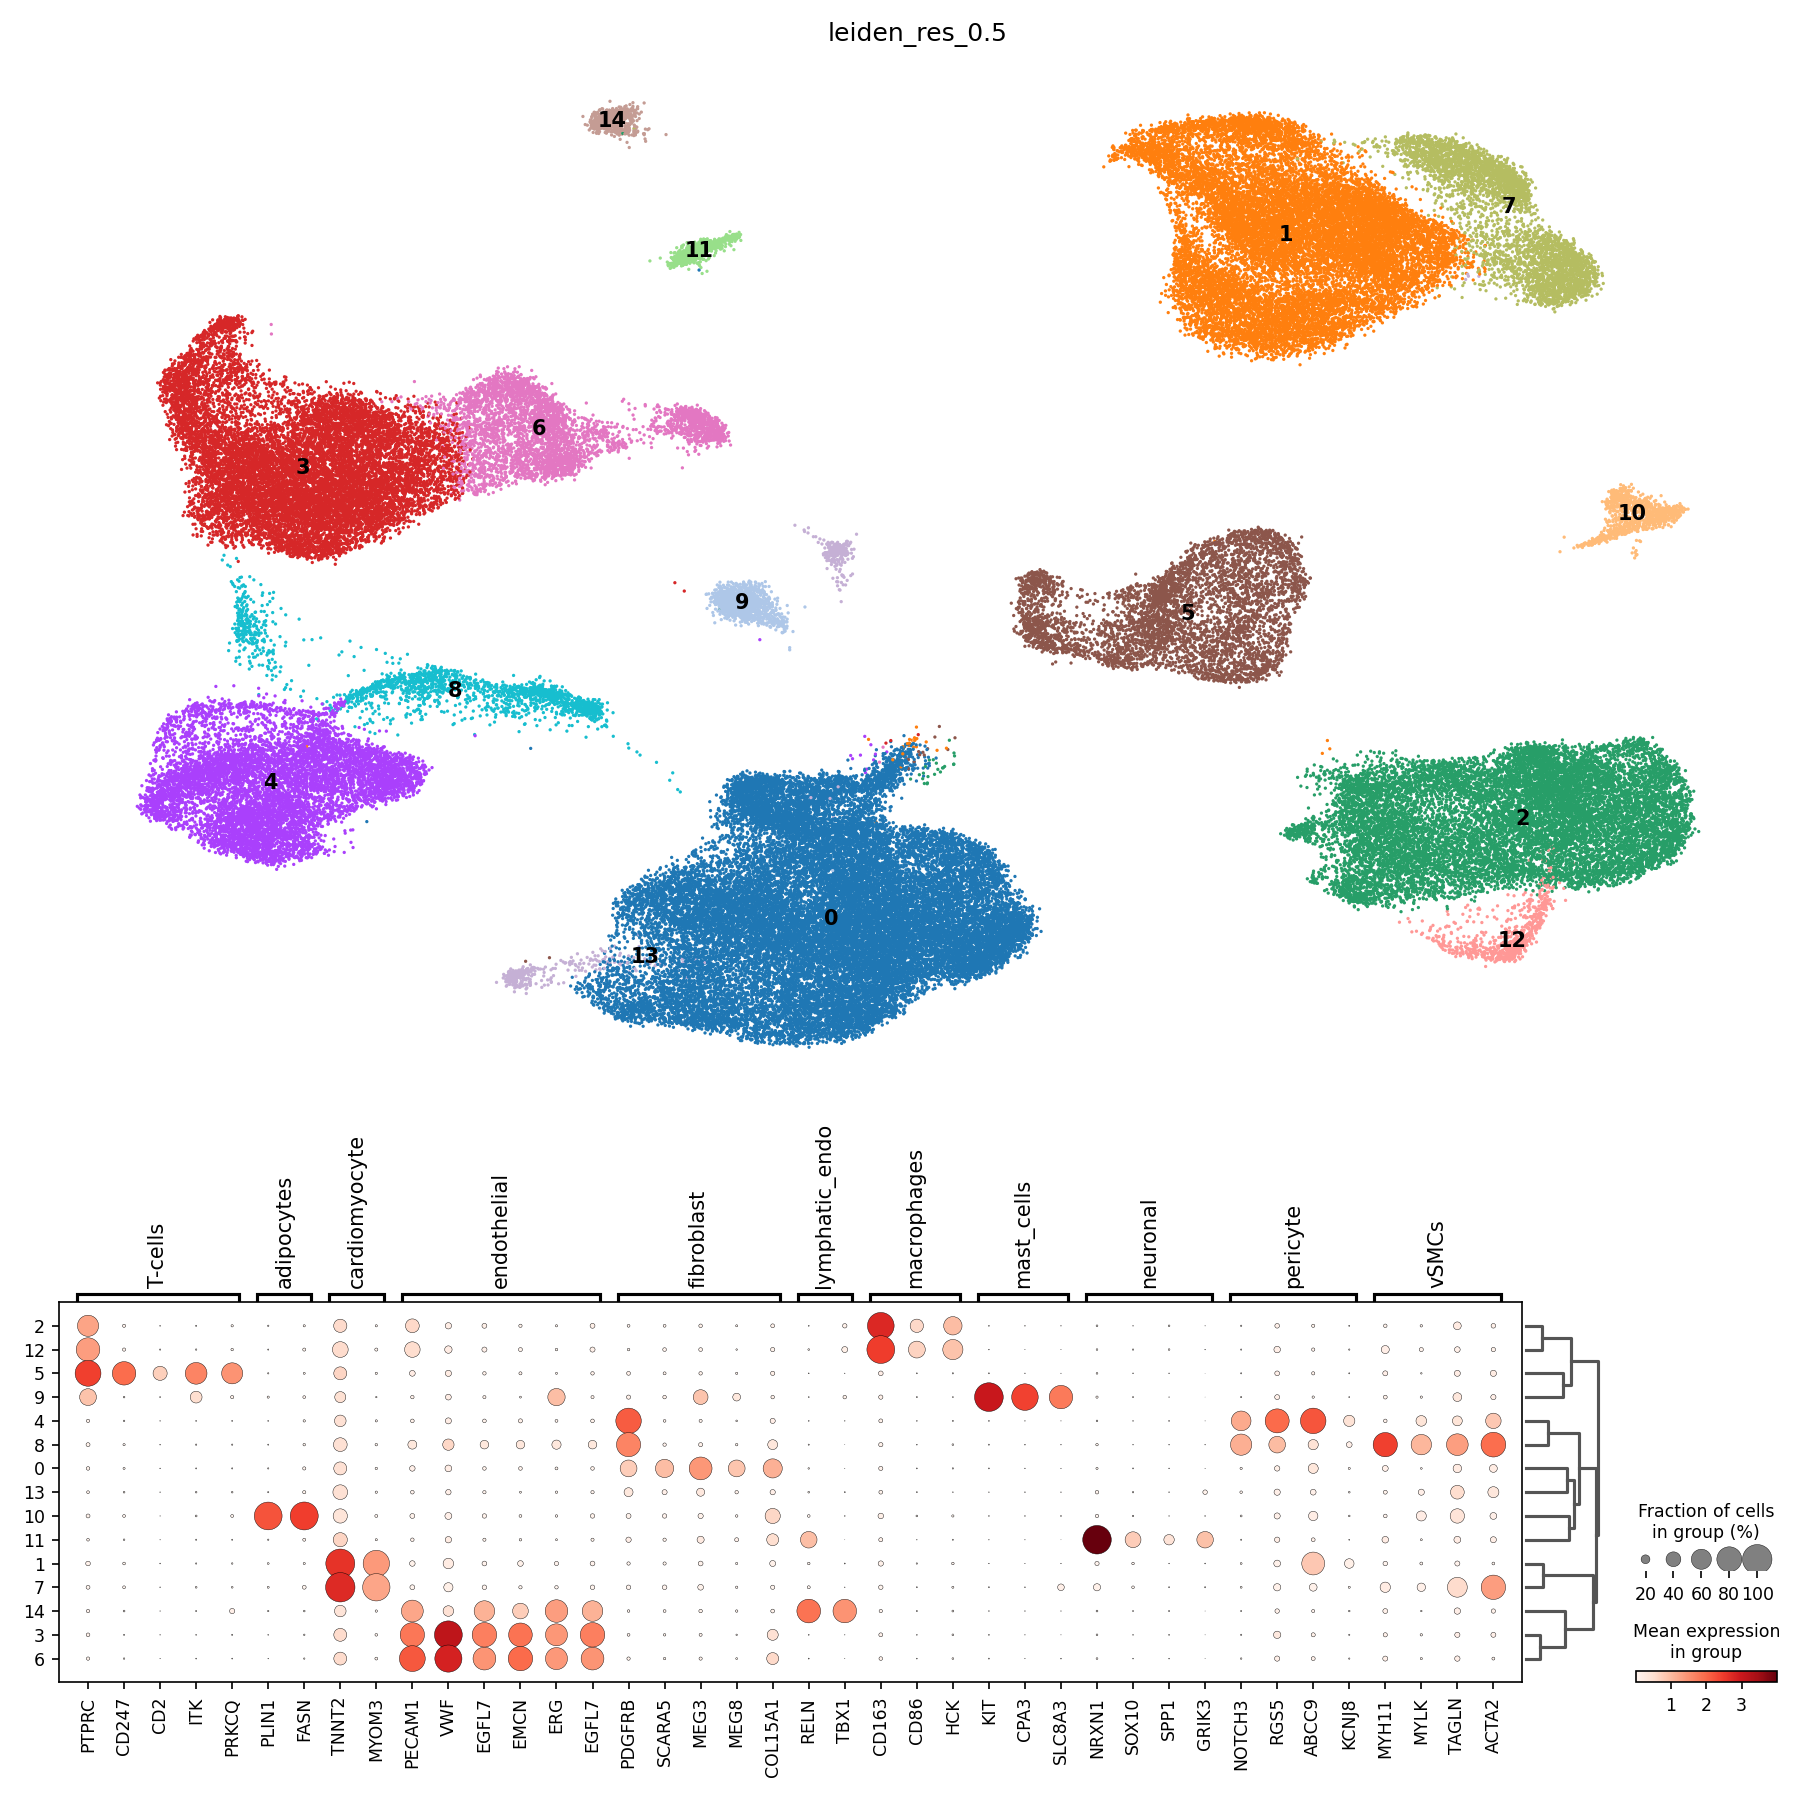 leiden_res_0.5
14
11
1
7
3
6
10
9
5
8
4
2
0
12
13
T-cells
adipocytes
cardiomyocyte
endothelial
fibroblast
lymphatic_endo
macrophages
mast_cells
neuronal
pericyte
vSMCs
2
12
5
9
4
8
0
13
10
11
1
7
14
3
6
PTPRC
CD247
CD2
ITK
PRKCQ
PLIN1
FASN
TNNT2
MYOM3
PECAM1
VWF
EGFL7
EMCN
ERG
EGFL7
PDGFRB
SCARA5
MEG3
MEG8
COL15A1
RELN
TBX1
CD163
CD86
HCK
KIT
CPA3
SLC8A3
NRXN1
SOX10
SPP1
GRIK3
NOTCH3
RGS5
ABCC9
KCNJ8
MYH11
MYLK
TAGLN
ACTA2
Fraction of cells
in group (%)
20 40 60 80 100
Mean expression
in group
1 2 3